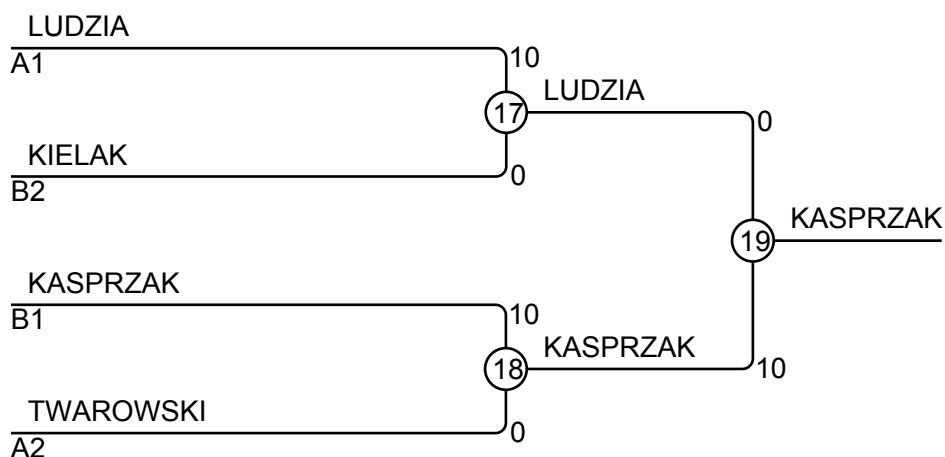 LUDZIA
A1
10
17
LUDZIA
0
KIELAK
B2
0
19
KASPRZAK
KASPRZAK
B1
10
18
KASPRZAK
10
TWAROWSKI
A2
0